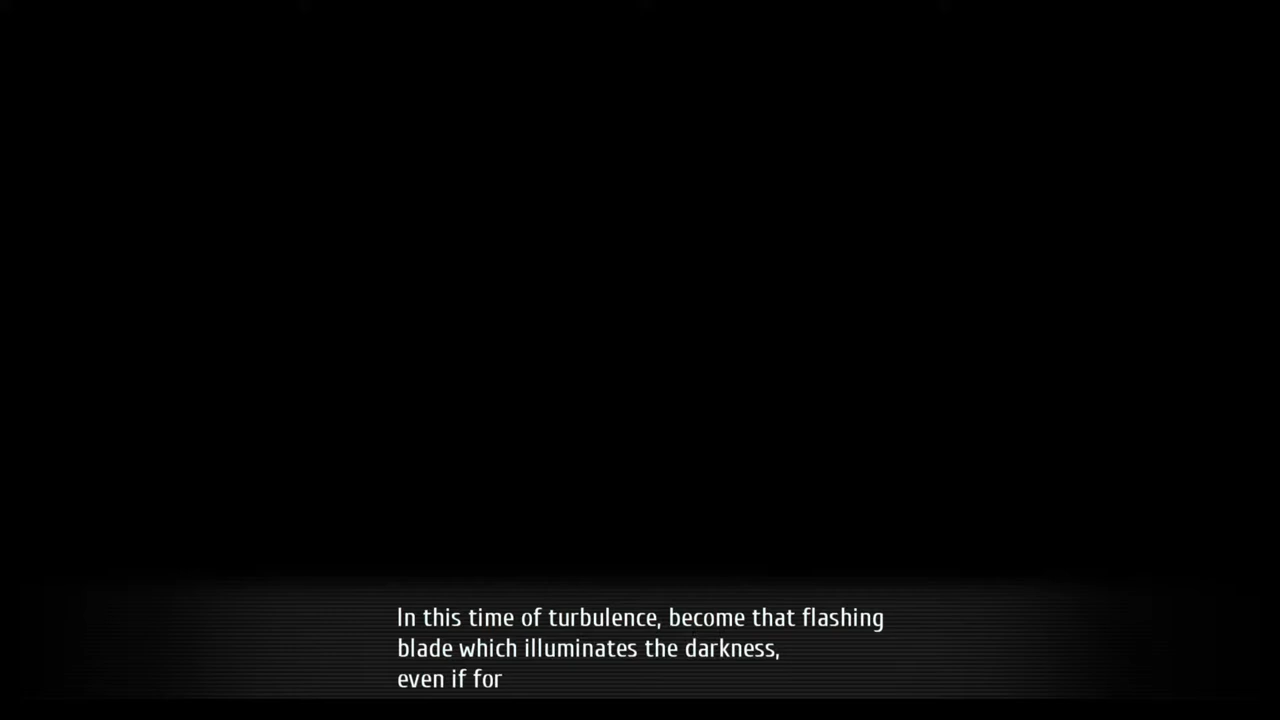 In this time of turbulence, become that flashing
blade which illuminates the darkness,
even if for